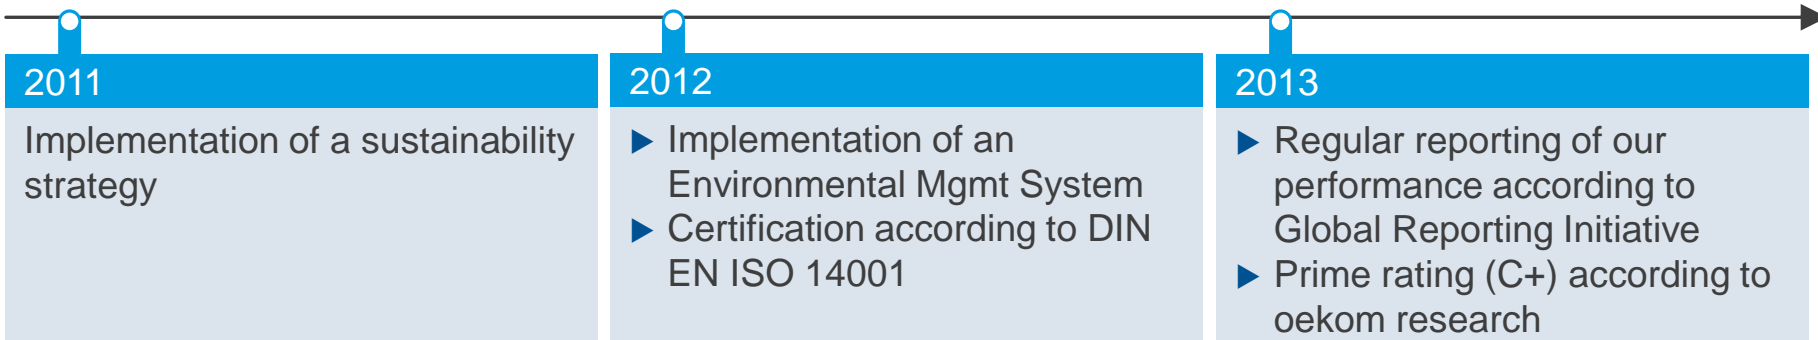 2011
Implementation of a sustainability
strategy
2012
Implementation of an
Environmental Mgmt System
Certification according to DIN
EN ISO 14001
2013
Regular reporting of our
performance according to
Global Reporting Initiative
Prime rating (C+) according to
oekom research